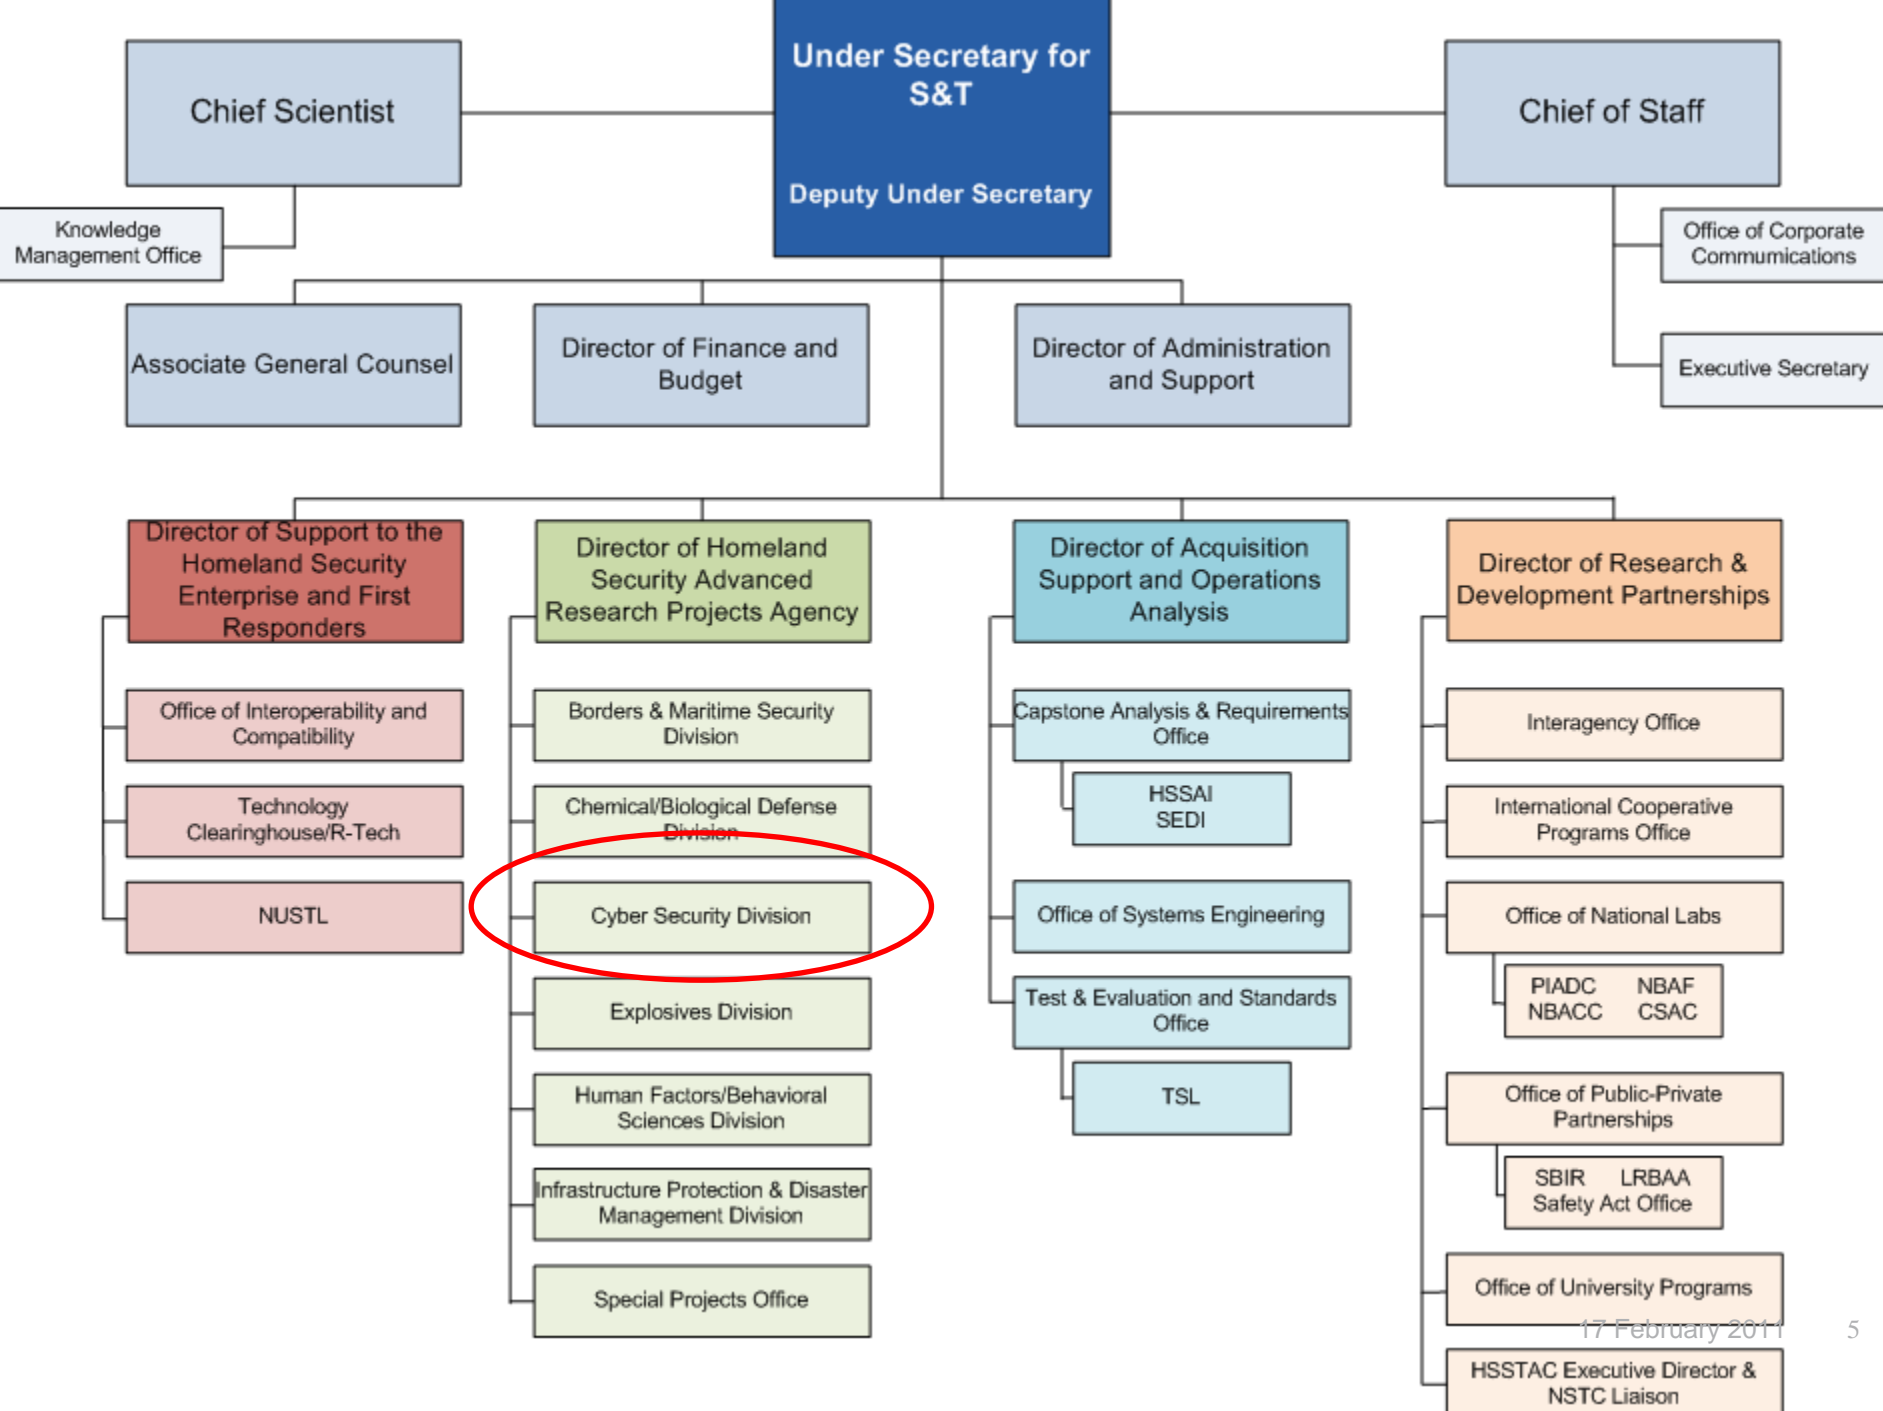 Under Secretary for
S&T
Deputy Under Secretary
Chief Scientist
Chief of Staff
Knowledge
Management Office
Office of Corporate
Commumications
Executive Secretary
Associate General Counsel
Director of Finance and
Budget
Director of Administration
and Support
Director of Support to the
Homeland Security
Enterprise and First
Responders
Office of Interoperability and
Compatibility
Technology
Clearinghouse/R-Tech
NUSTL
Director of Homeland
Security Advanced
Research Projects Agency
Borders & Maritime Security
Division
Chemical/Biological Defense
Division
Cyber Security Division
Explosives Division
Human Factors/Behavioral
Sciences Division
Infrastructure Protection & Disaster
Management Division
Special Projects Office
Director of Acquisition
Support and Operations
Analysis
Capstone Analysis & Requirements
Office
HSSAI
SEDI
Office of Systems Engineering
Test & Evaluation and Standards
Office
TSL
Director of Research &
Development Partnerships
Interagency Office
International Cooperative
Programs Office
Office of National Labs
PIADC NBAF
NBACC CSAC
Office of Public-Private
Partnerships
SBIR LRBAA
Safety Act Office
Office of University Programs
HSSTAC Executive Director &
NSTC Liaison
17 February 2011 5